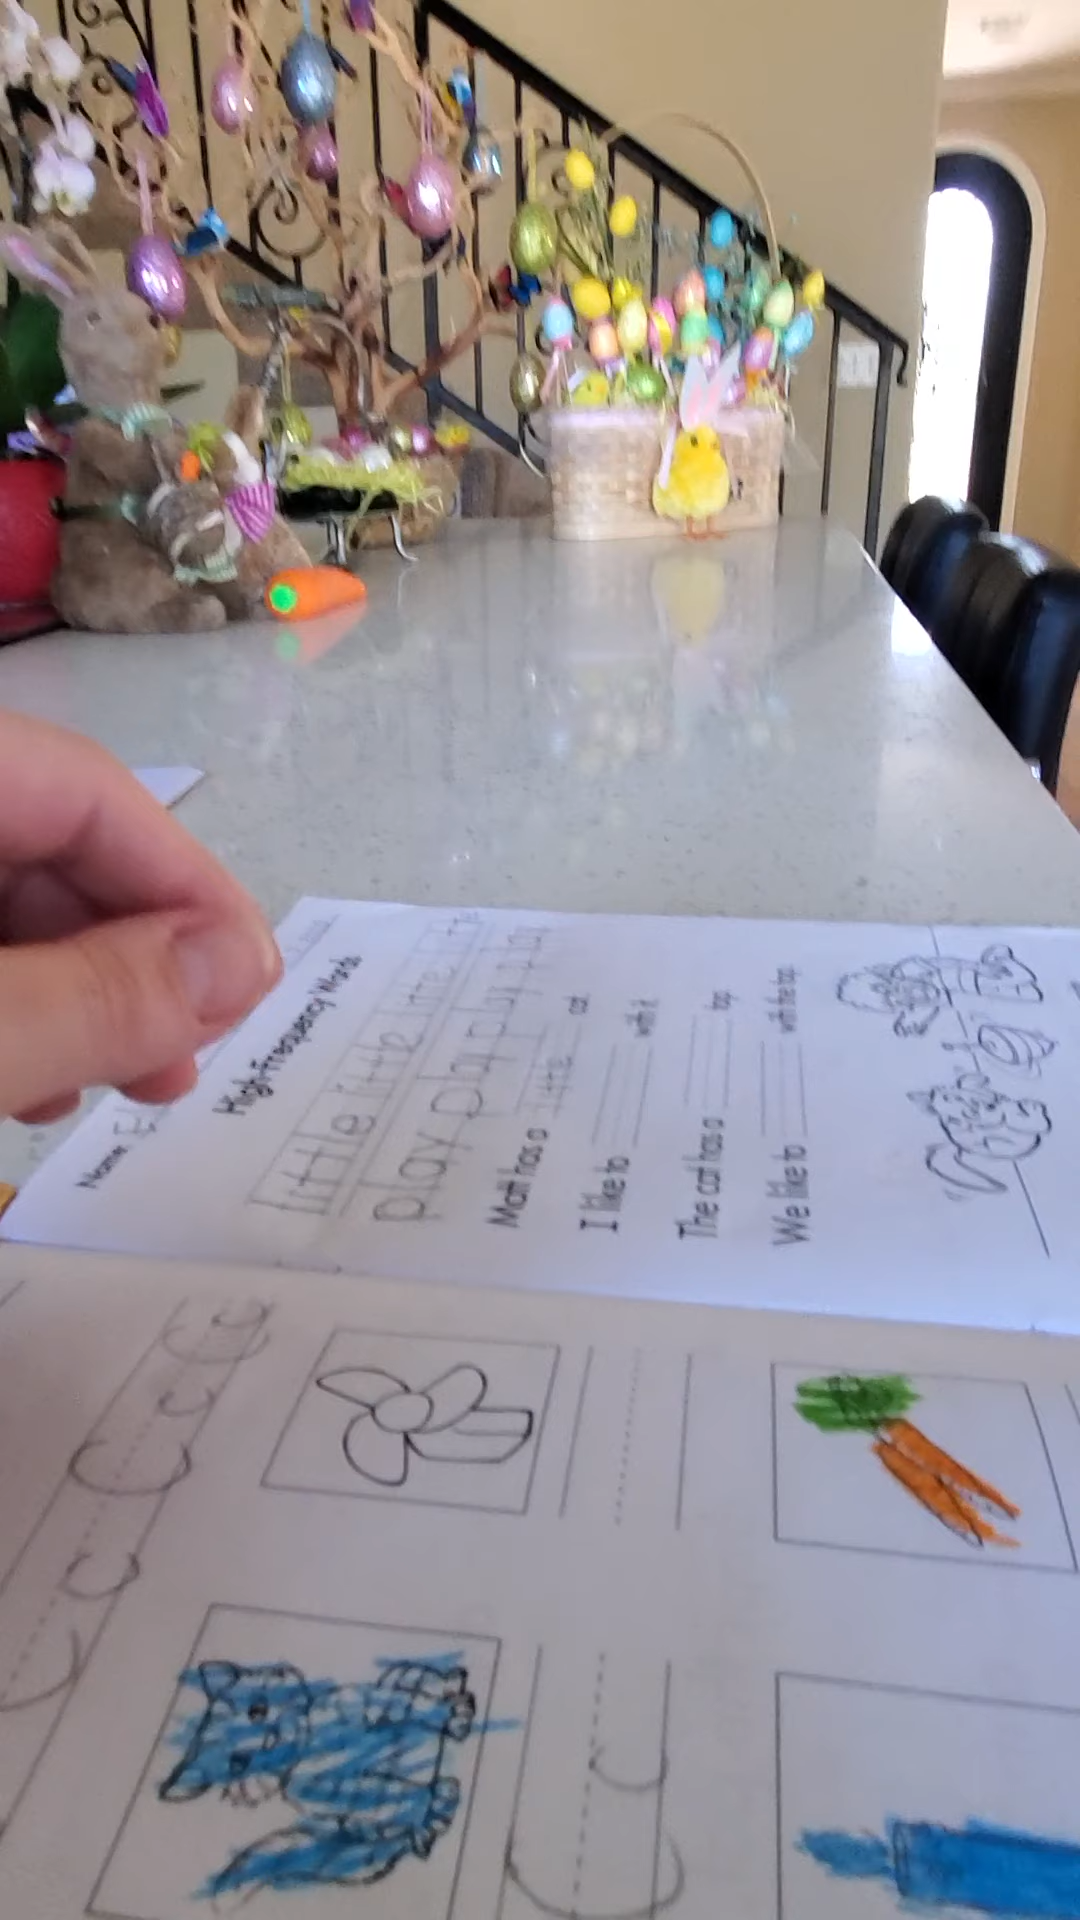 Name E
High-Frequency Words
little little little
play play play play
Matt has a little cat.
I like to with it.
The cat has a top.
We like to with the top.
C c C c C c
C c